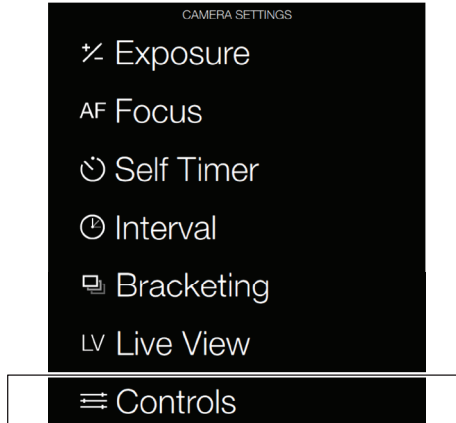 CAMERA SETTINGS
Exposure
AF Focus
Self Timer
Interval
Bracketing
LV Live View
Controls